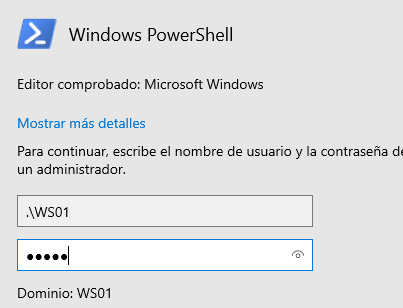 Windows PowerShell
Editor comprobado: Microsoft Windows
Mostrar más detalles
Para continuar, escribe el nombre de usuario y la contraseña de
un administrador.
.\WS01
●●●●●
Dominio: WS01